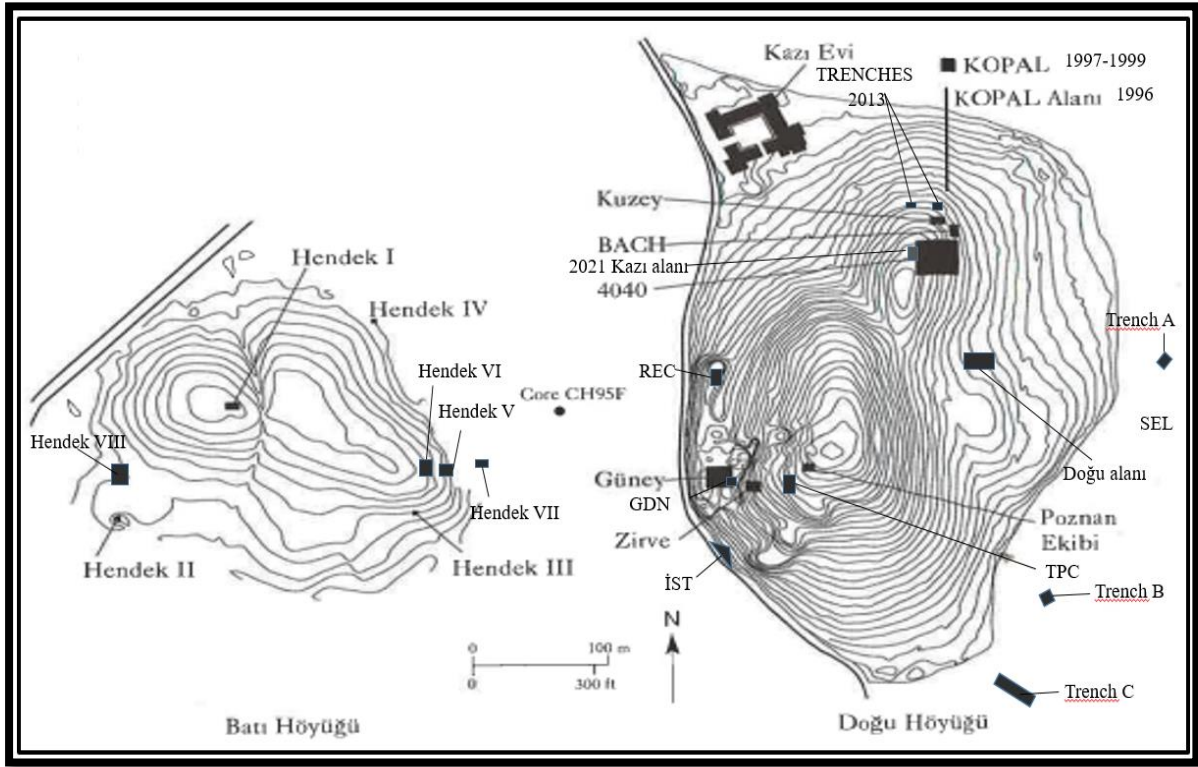 Kazı Evi
TRENCHES
2013
KOPAL 1997-1999
KOPAL Alanı 1996
Kuzey
BACH
2021 Kazı alanı
4040
Hendek I
Hendek IV
Hendek VI
Hendek V
Core CH95F
Hendek VIII
Hendek VII
Hendek II
Hendek III
REC
Güney
GDN
Zirve
İST
Trench A
SEL
Doğu alanı
Poznan
Ekibi
TPC
Trench B
Trench C
N
0 100 m
0 300 ft
Batı Höyüğü
Doğu Höyüğü